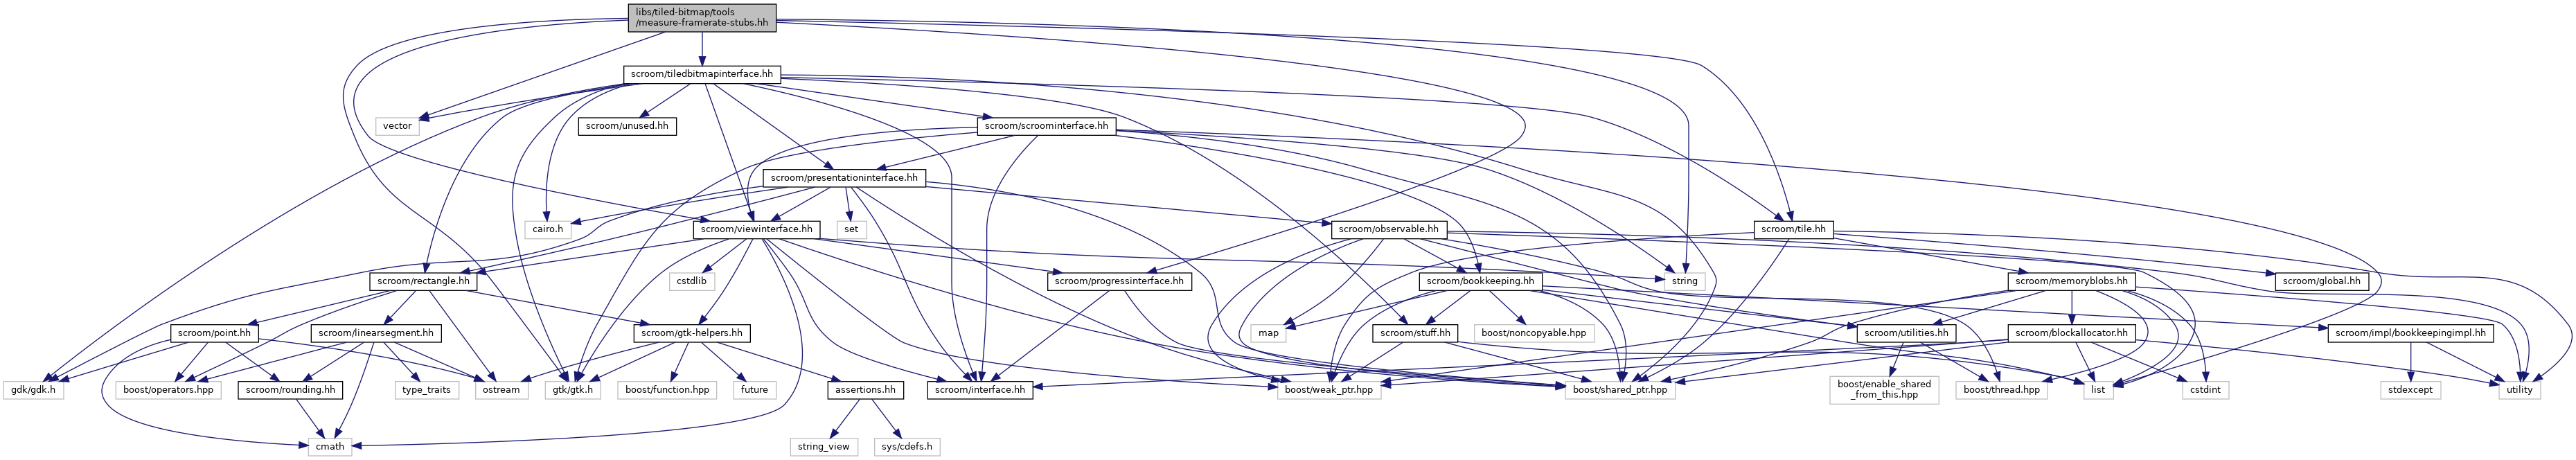 libs/tiled-bitmap/tools
/measure-framerate-stubs.hh
scroom/tiledbitmapinterface.hh
vector
scroom/unused.hh
scroom/scroominterface.hh
scroom/presentationinterface.hh
cairo.h
scroom/viewinterface.hh
set
scroom/observable.hh
scroom/tile.hh
scroom/rectangle.hh
cstdlib
scroom/progressinterface.hh
scroom/bookkeeping.hh
string
scroom/memoryblobs.hh
scroom/global.hh
scroom/point.hh
scroom/linearsegment.hh
scroom/gtk-helpers.hh
map
scroom/stuff.hh
boost/noncopyable.hpp
scroom/utilities.hh
scroom/blockallocator.hh
scroom/impl/bookkeepingimpl.hh
gdk/gdk.h
boost/operators.hpp
scroom/rounding.hh
type_traits
ostream
gtk/gtk.h
boost/function.hpp
future
assertions.hh
scroom/interface.hh
boost/weak_ptr.hpp
boost/shared_ptr.hpp
boost/enable_shared
_from_this.hpp
boost/thread.hpp
list
cstdint
stdexcept
utility
cmath
string_view
sys/cdefs.h